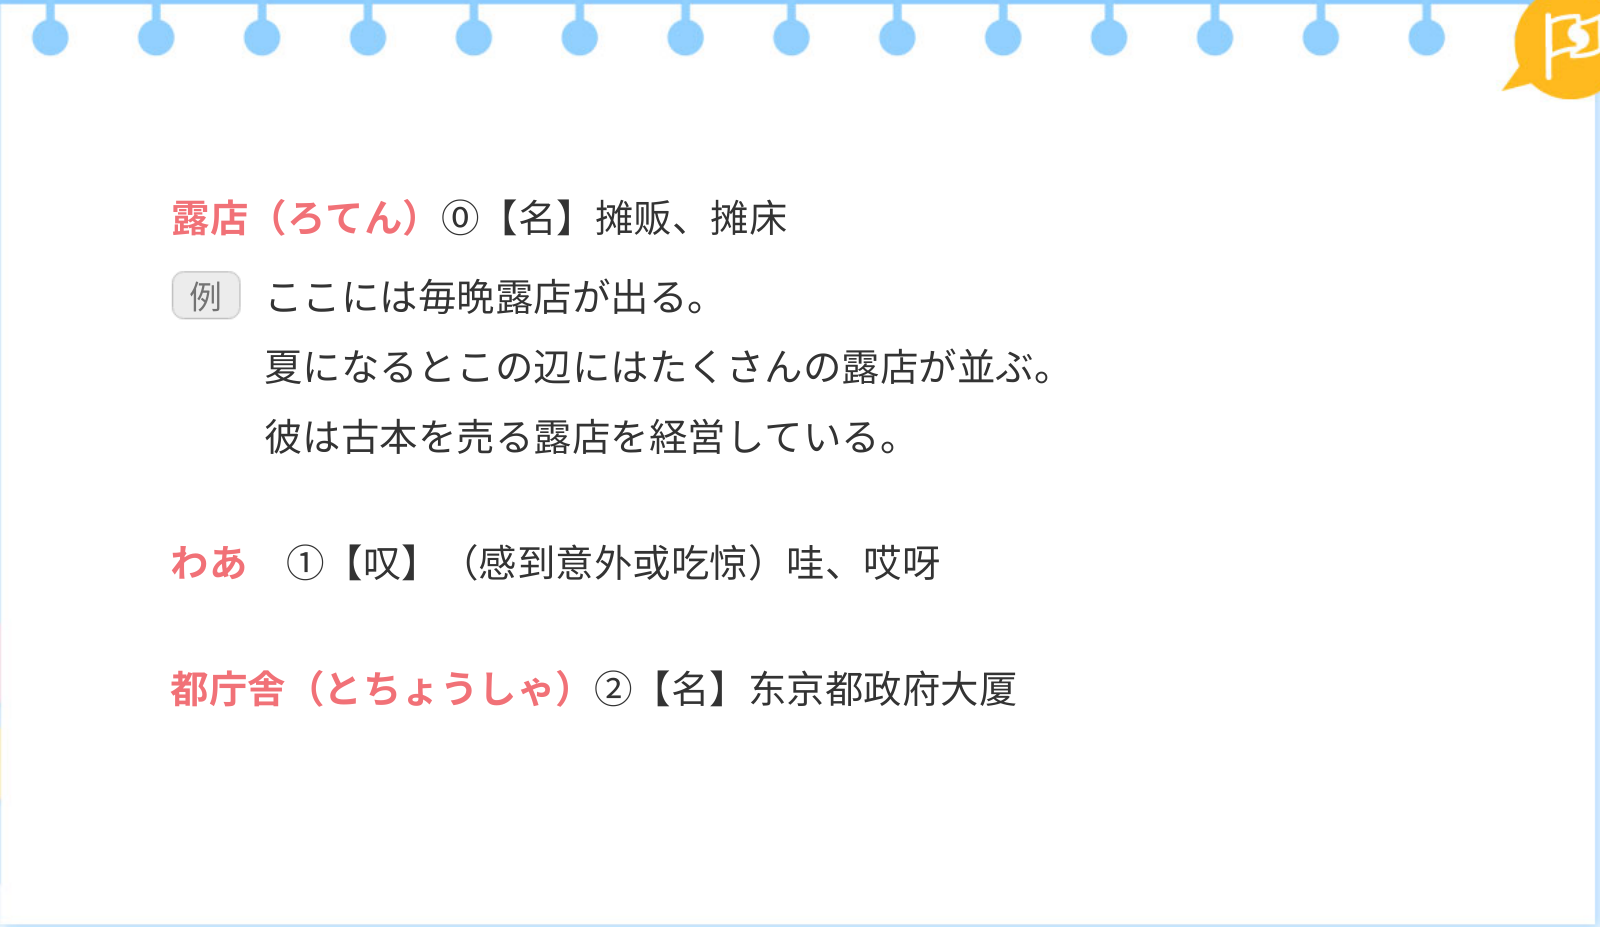 露店（ろてん）⓪【名】摊贩、摊床
例 ここには毎晩露店が出る。
夏になるとこの辺にはたくさんの露店が並ぶ。
彼は古本を売る露店を経営している。
わあ　①【叹】（感到意外或吃惊）哇、哎呀
都庁舎（とちょうしゃ）②【名】东京都政府大厦